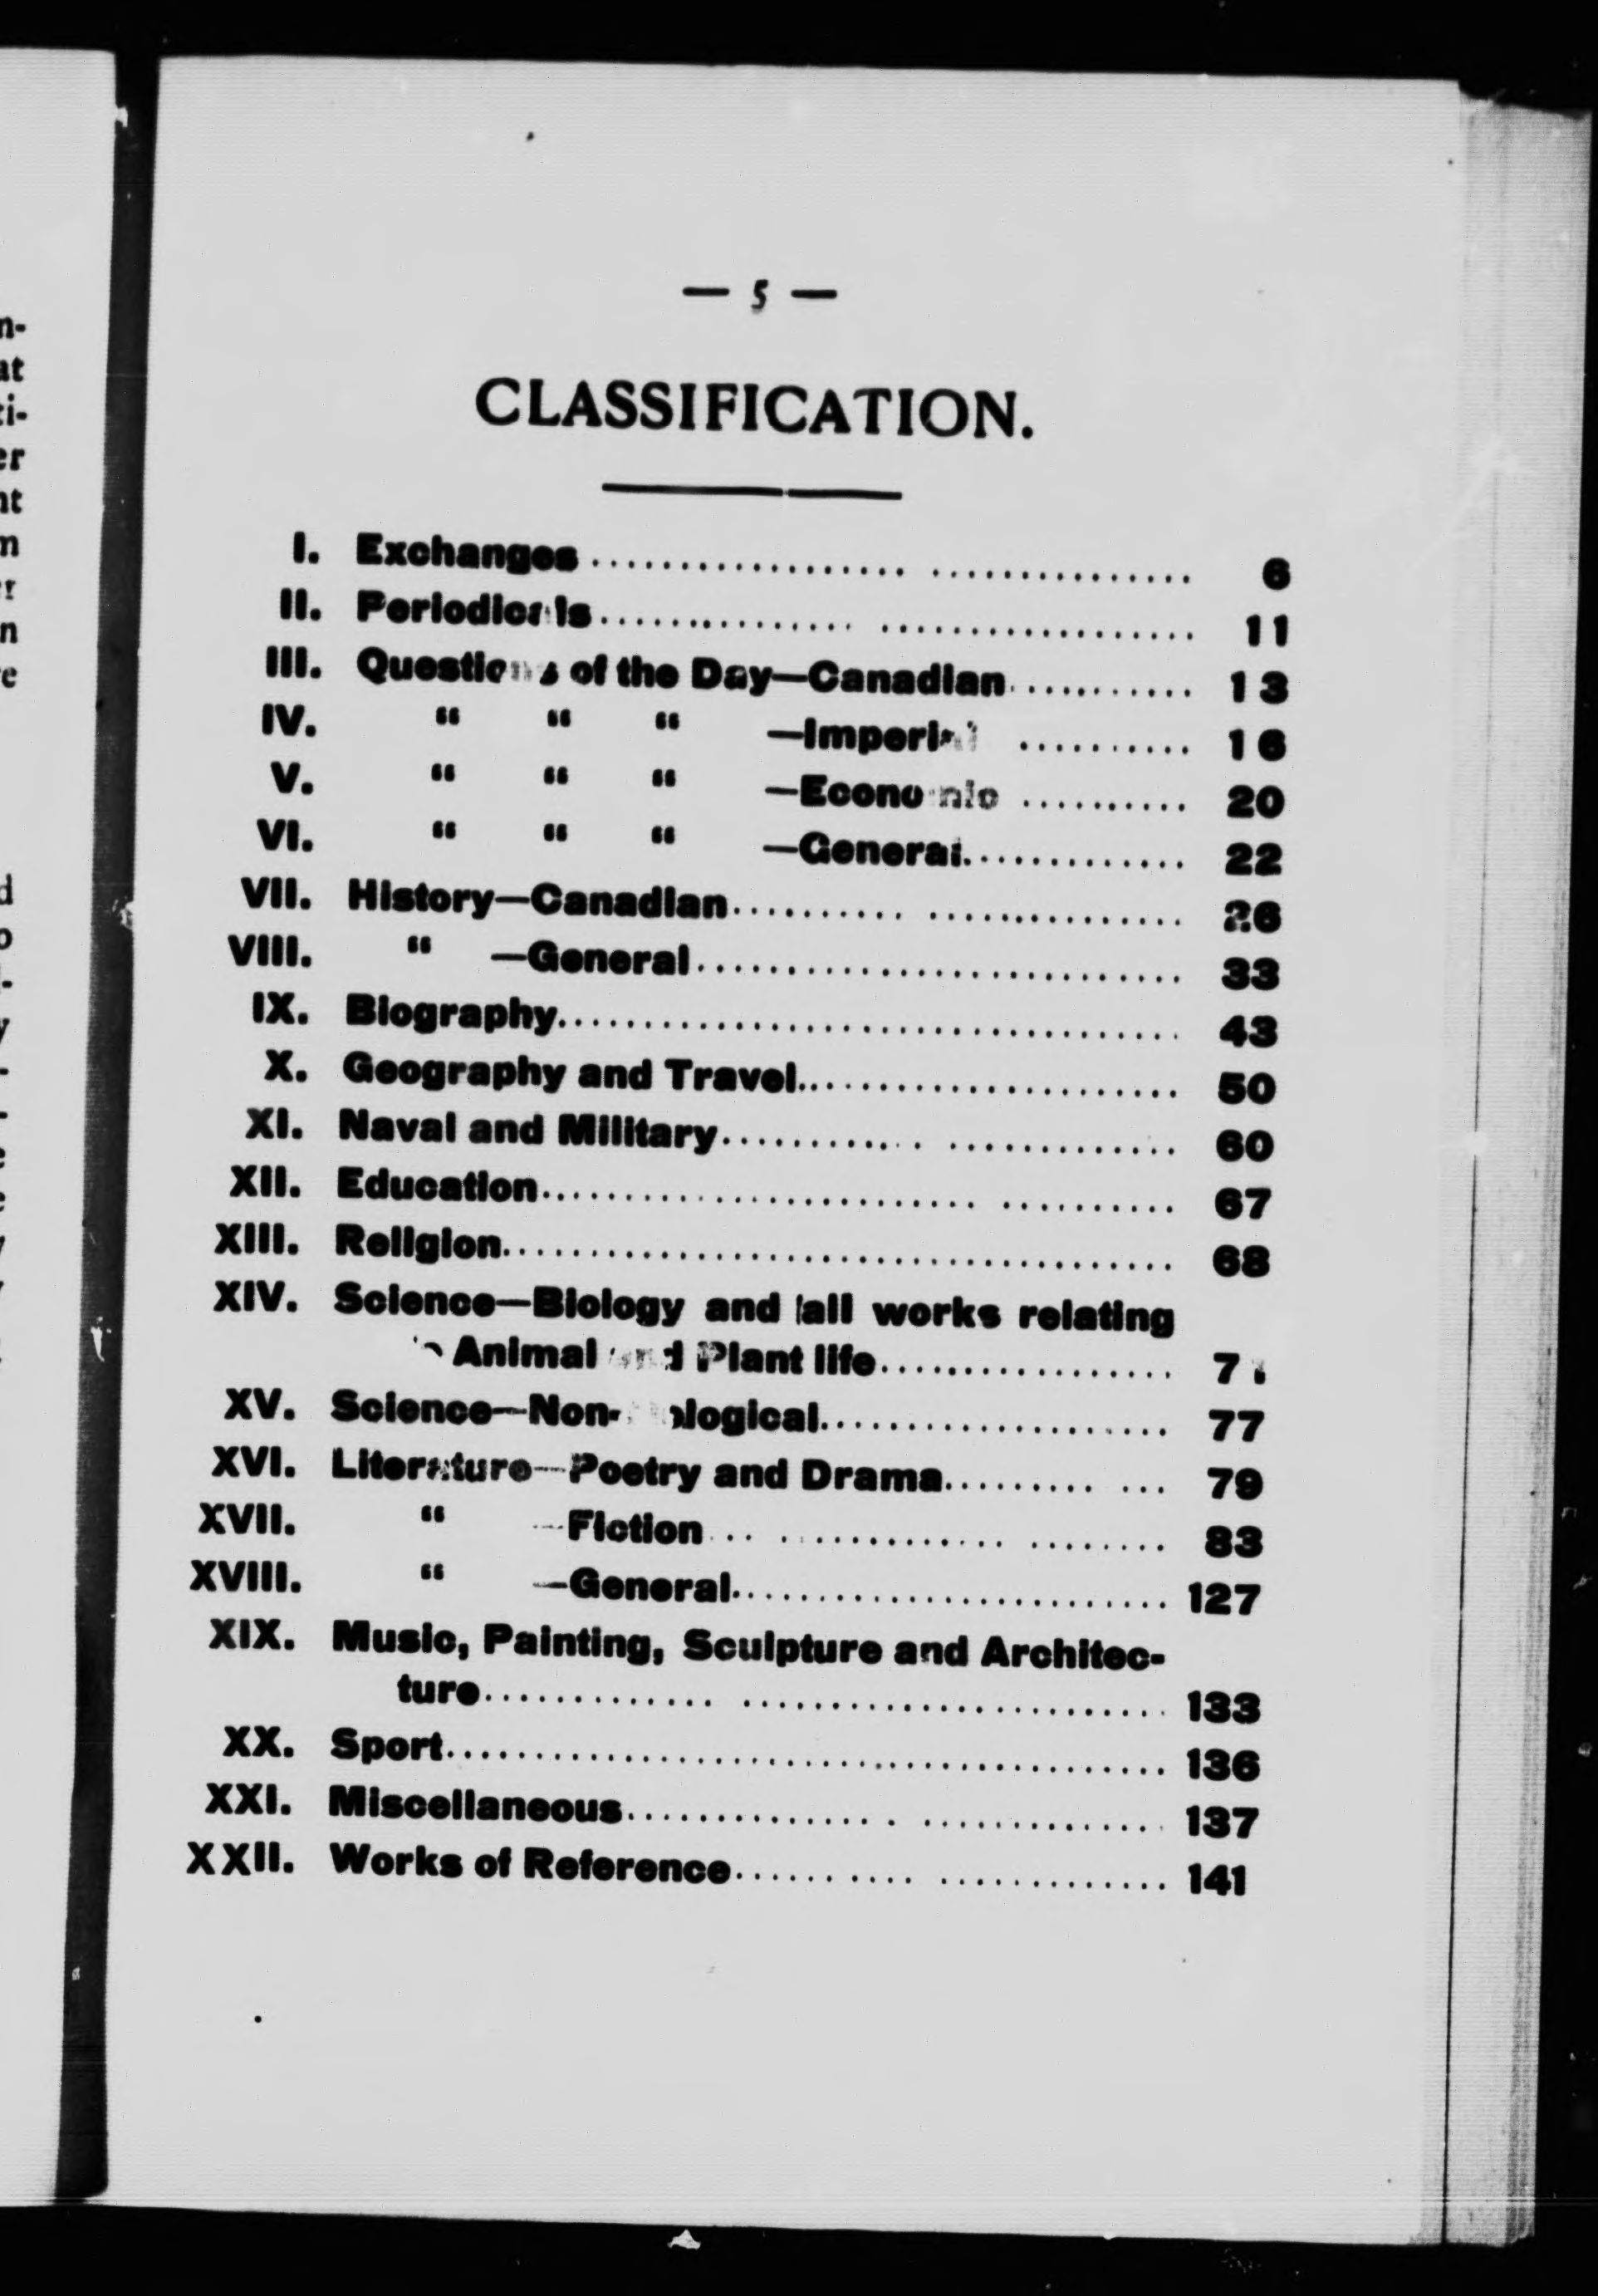 — 5 —
CLASSIFICATION.
I. Exchanges ................................ 6
II. Periodicals ................................ 11
III. Questions of the Day—Canadian ........... 13
IV. “ “ “ —Imperial .......... 16
V. “ “ “ —Economic .......... 20
VI. “ “ “ —General ............. 22
VII. History—Canadian ......................... 26
VIII. “ —General ............................ 33
IX. Biography .................................... 43
X. Geography and Travel ....................... 50
XI. Naval and Military ......................... 60
XII. Education .................................... 67
XIII. Religion ...................................... 68
XIV. Science—Biology and all works relating
Animal and Plant life ................. 7
XV. Science—Non- ological .................... 77
XVI. Literature—Poetry and Drama ............ 79
XVII. “ —Fiction ........................ 83
XVIII. “ —General .......................... 127
XIX. Music, Painting, Sculpture and Architec-
ture ...................................... 133
XX. Sport .......................................... 136
XXI. Miscellaneous .............................. 137
XXII. Works of Reference ........................ 141